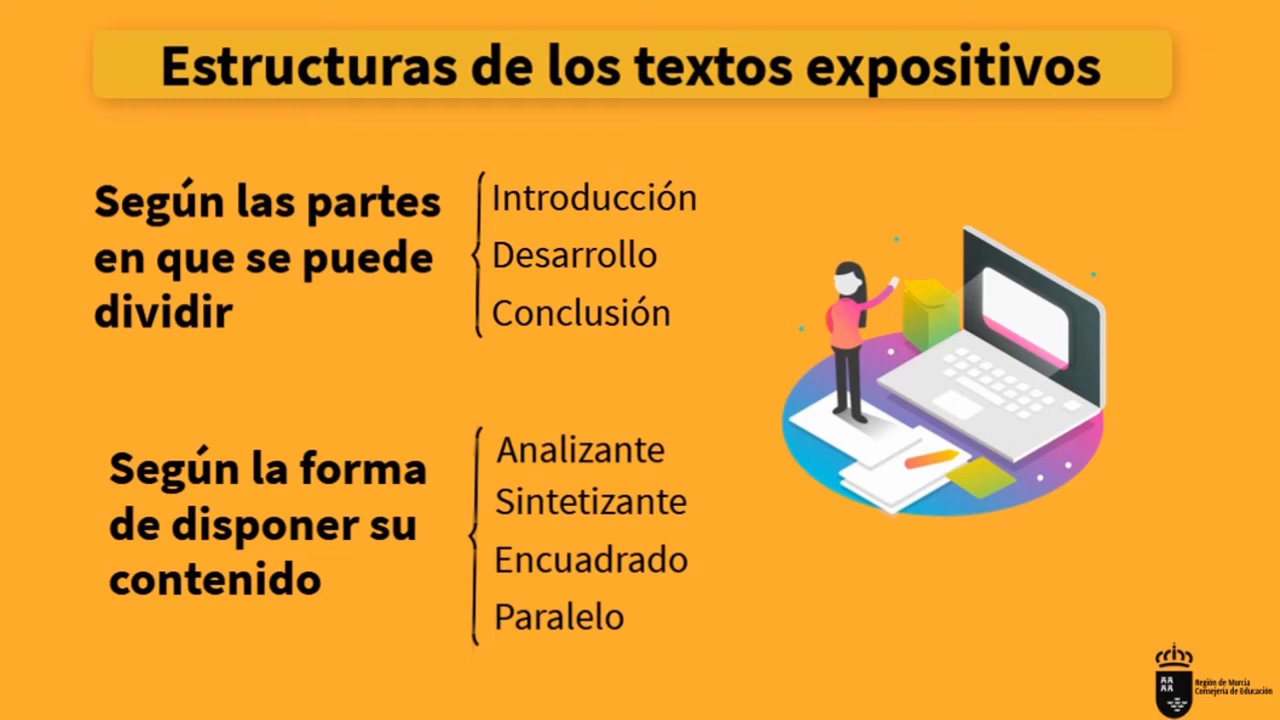 Estructuras de los textos expositivos
Según las partes
en que se puede
dividir
Introducción
Desarrollo
Conclusión
Según la forma
de disponer su
contenido
Analizante
Sintetizante
Encuadrado
Paralelo
Región de Murcia
Consejería de Educación